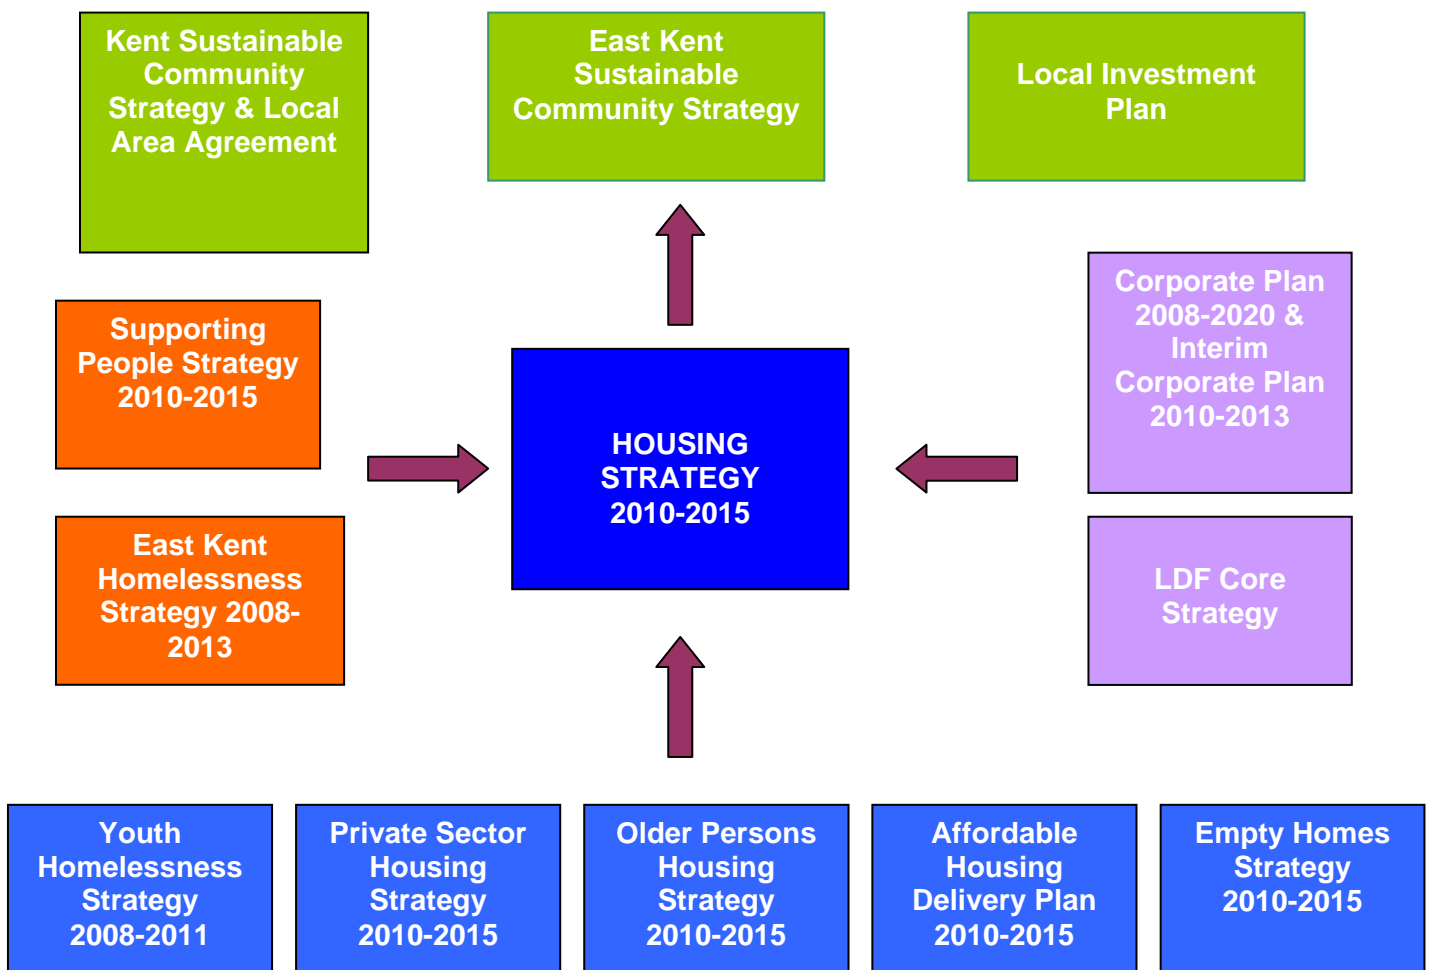 Kent Sustainable
Community
Strategy & Local
Area Agreement
East Kent
Sustainable
Community Strategy
Local Investment
Plan
Supporting
People Strategy
2010-2015
Corporate Plan
2008-2020 &
Interim
Corporate Plan
2010-2013
HOUSING
STRATEGY
2010-2015
East Kent
Homelessness
Strategy 2008-
2013
LDF Core
Strategy
Youth
Homelessness
Strategy
2008-2011
Private Sector
Housing
Strategy
2010-2015
Older Persons
Housing
Strategy
2010-2015
Affordable
Housing
Delivery Plan
2010-2015
Empty Homes
Strategy
2010-2015